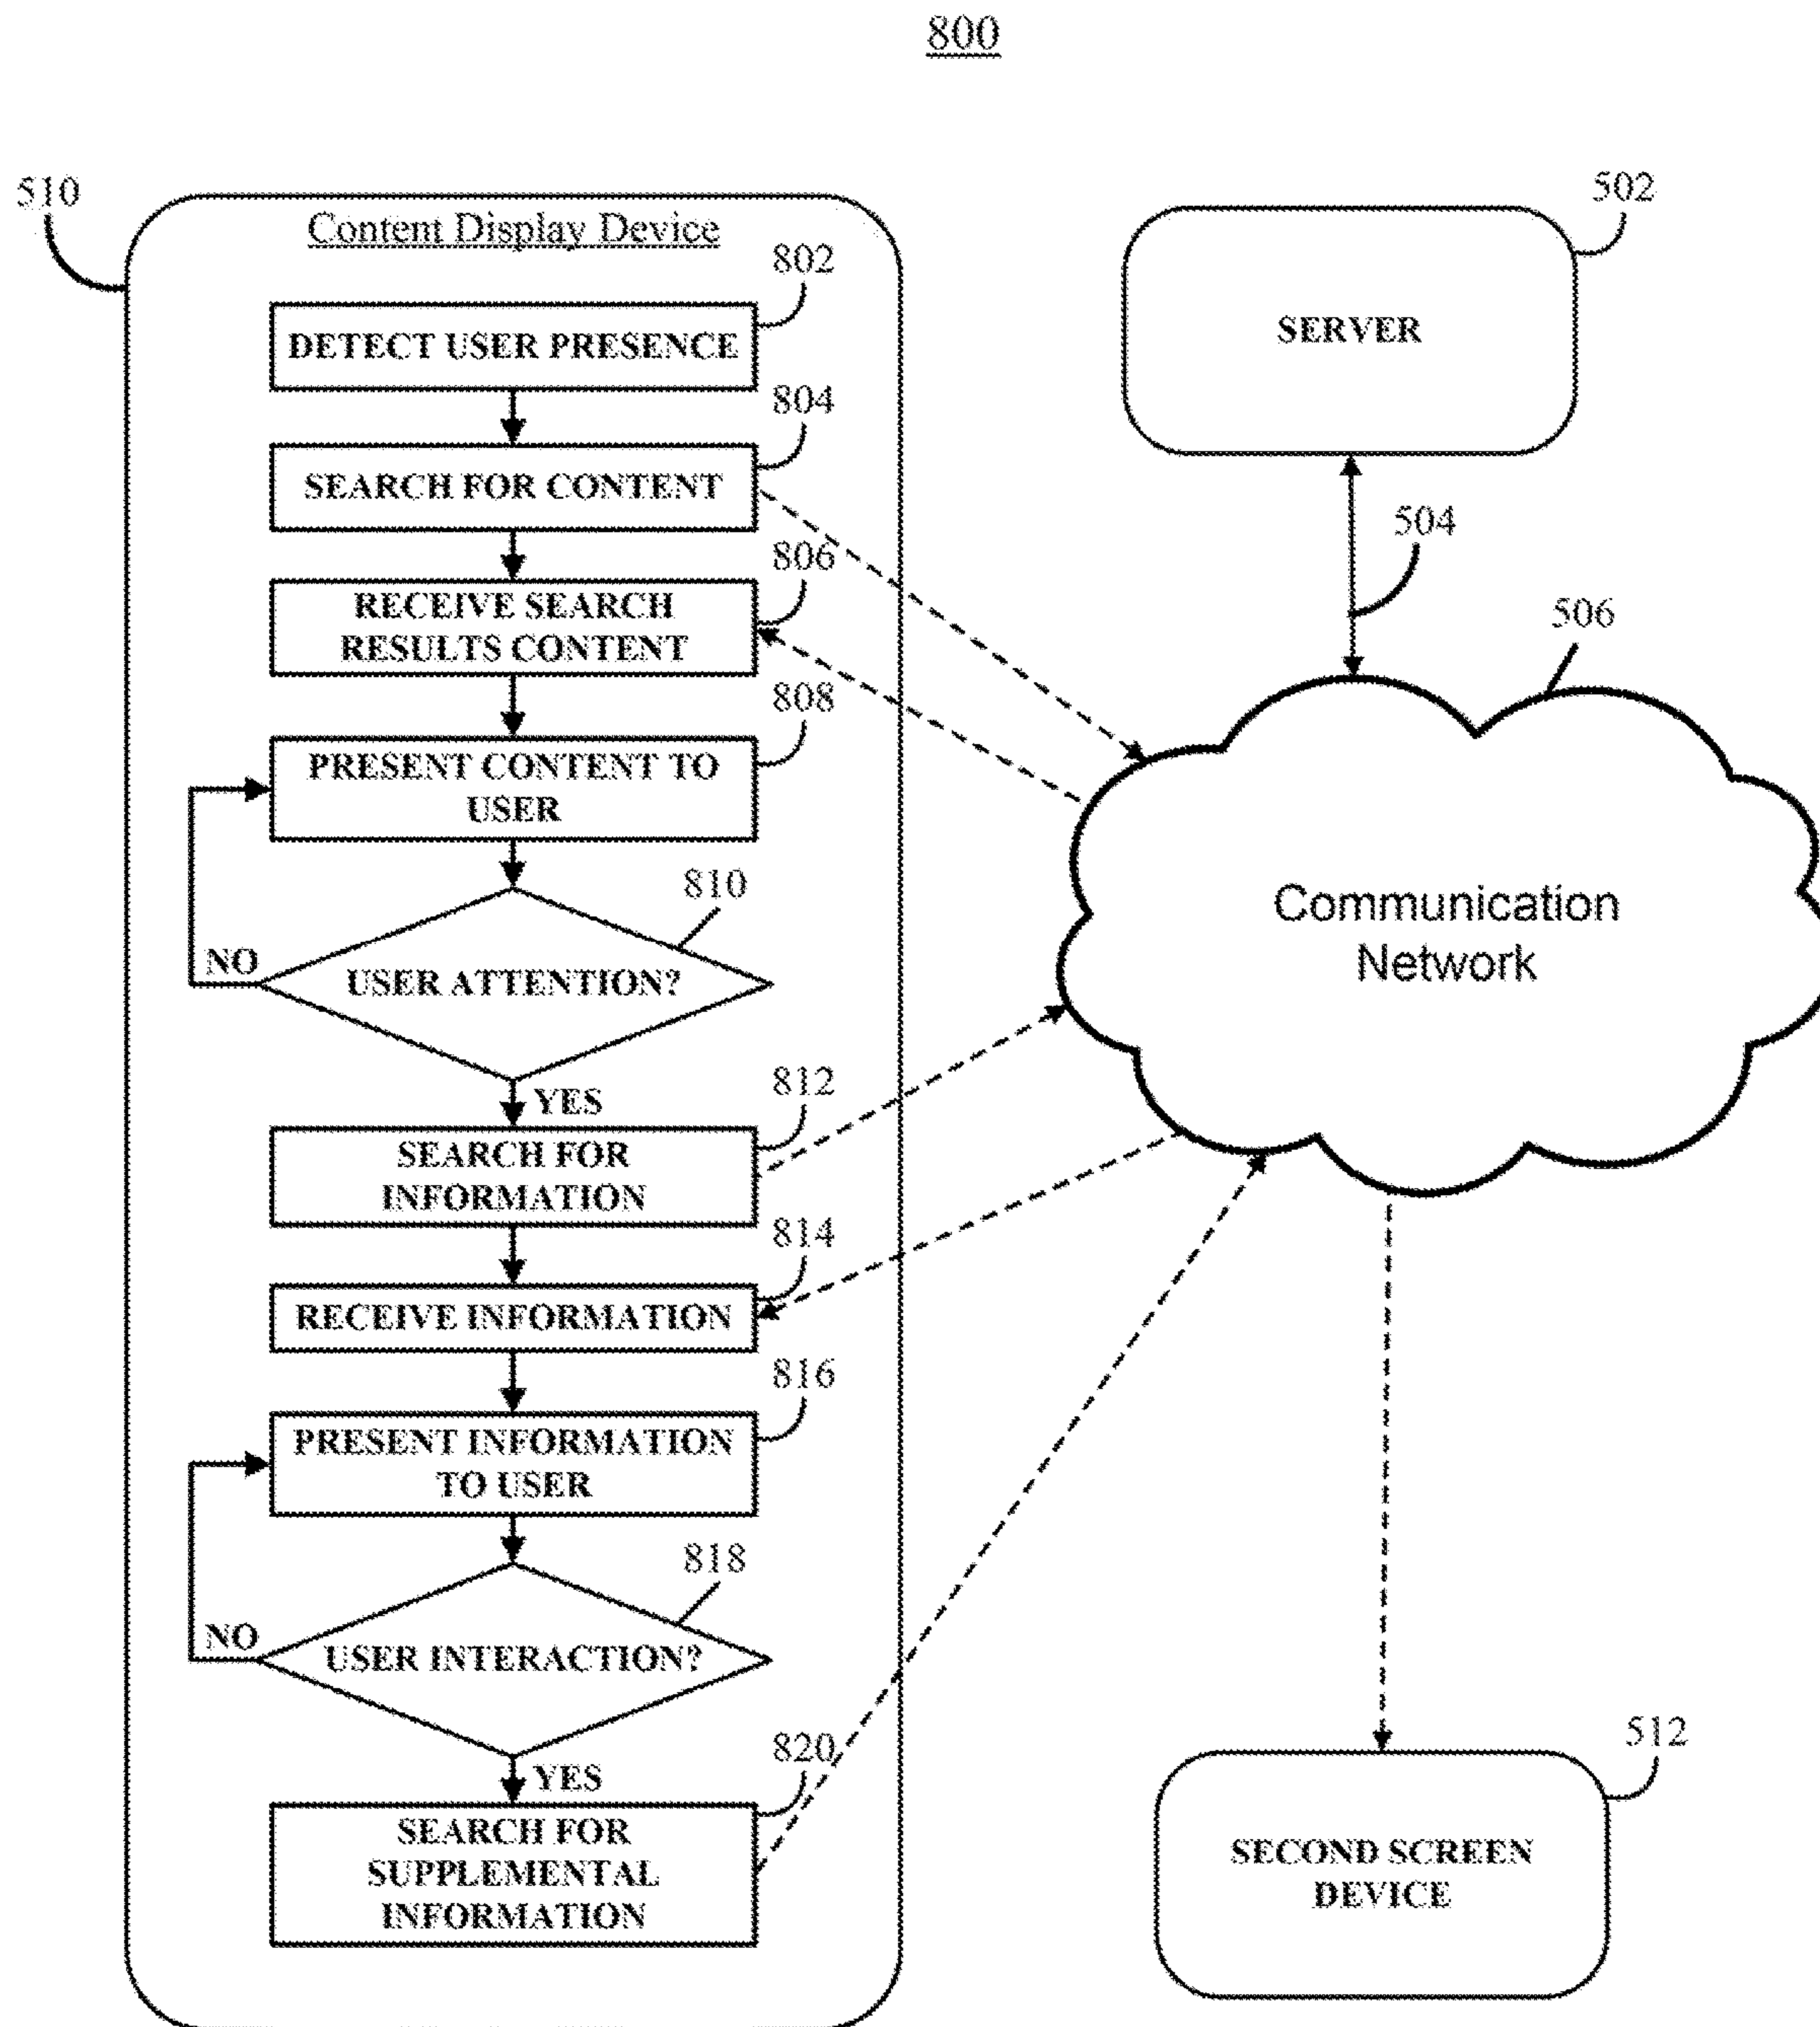 800
510
Content Display Device
502
802
DETECT USER PRESENCE
SERVER
804
SEARCH FOR CONTENT
504
806
RECEIVE SEARCH
RESULTS CONTENT
506
808
PRESENT CONTENT TO
USER
810
NO
USER ATTENTION?
Communication
Network
YES
812
SEARCH FOR
INFORMATION
814
RECEIVE INFORMATION
816
PRESENT INFORMATION
TO USER
818
NO
USER INTERACTION?
YES
820
SEARCH FOR
SUPPLEMENTAL
INFORMATION
512
SECOND SCREEN
DEVICE